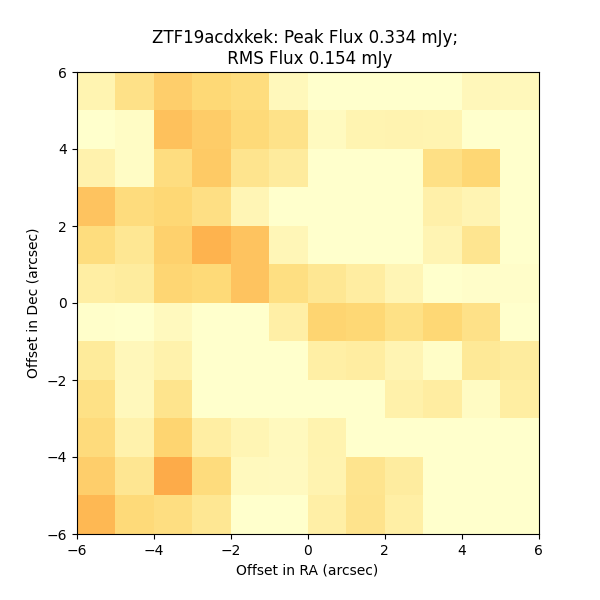 ZTF19acdxkek: Peak Flux 0.334 mJy;
RMS Flux 0.154 mJy
6
4
2
0
−2
−4
−6
Offset in Dec (arcsec)
−6 −4 −2 0 2 4 6
Offset in RA (arcsec)